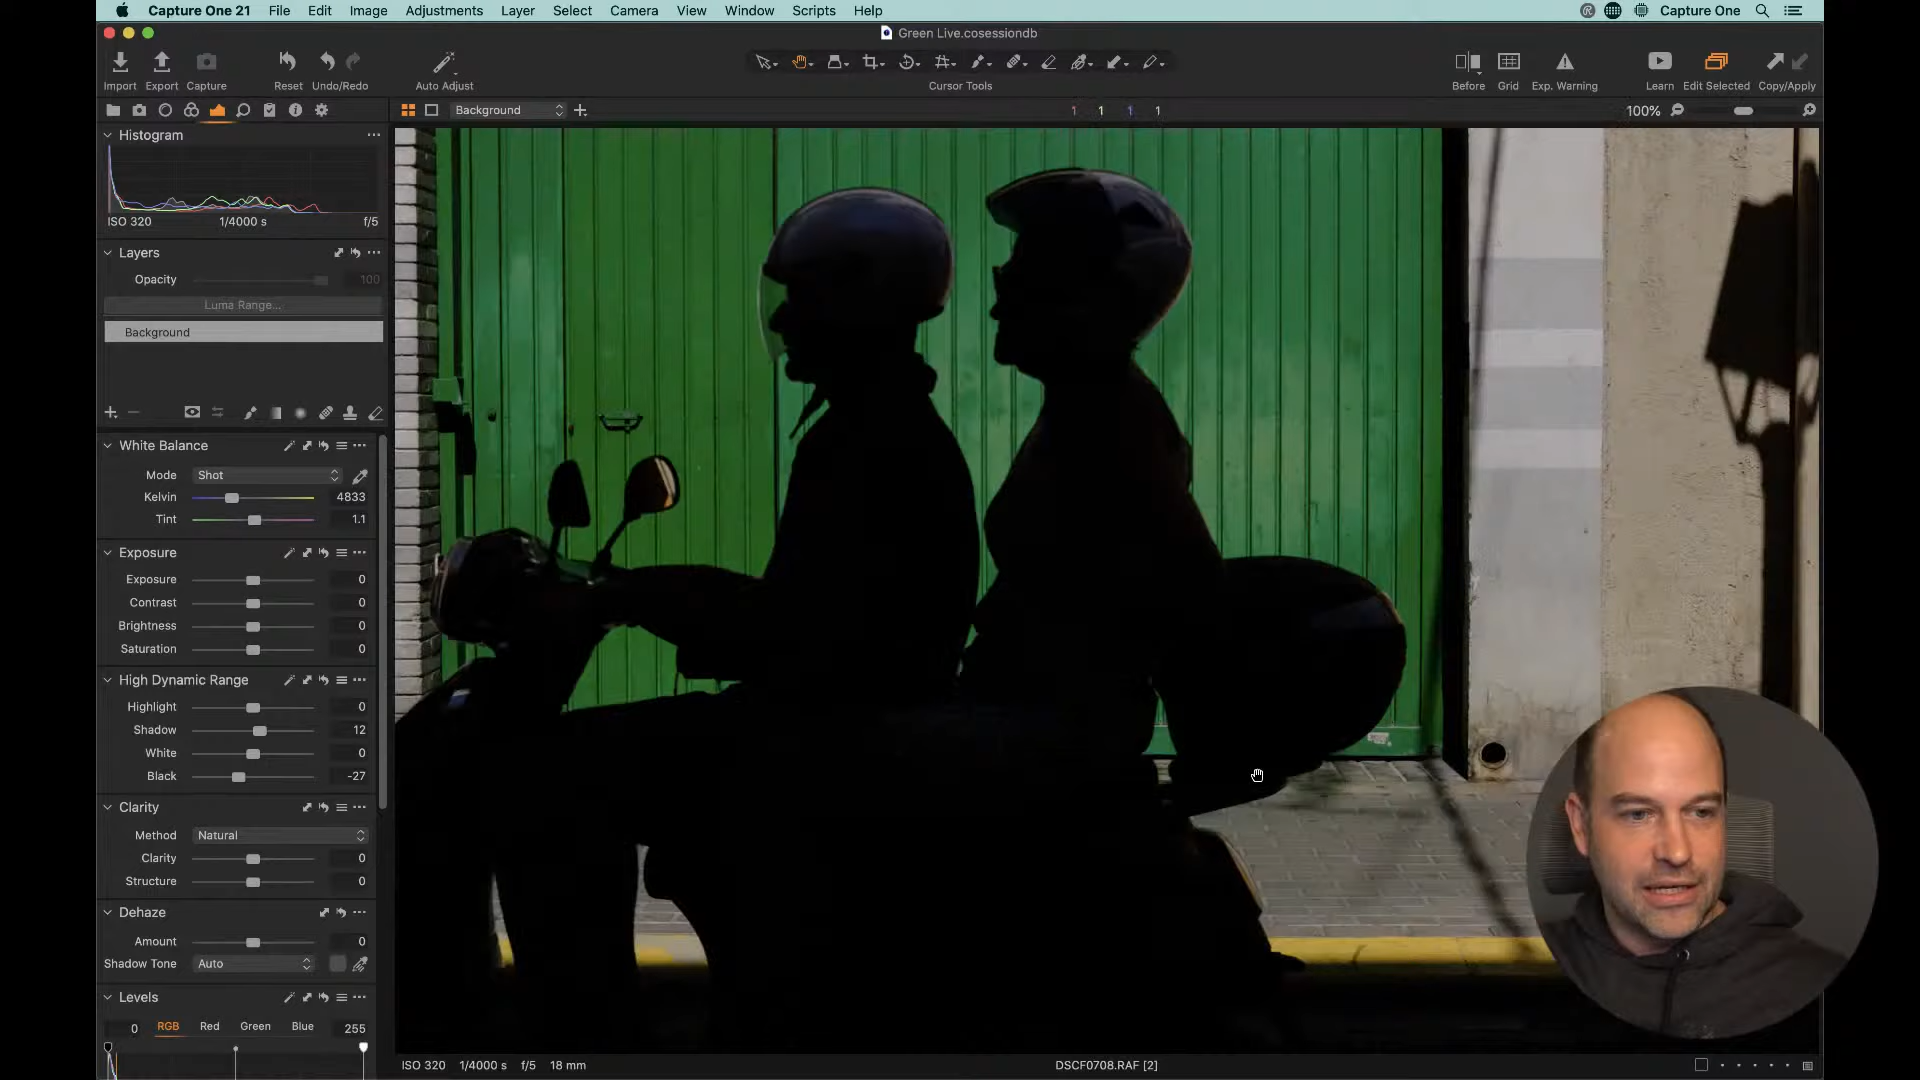 Capture One 21 File Edit Image Adjustments Layer Select Camera View Window Scripts Help Capture One
Green Live.cosessiondb
Import Export Capture Reset Undo/Redo Auto Adjust Cursor Tools Before Grid Exp. Warning Learn Edit Selected Copy/Apply
Background 1 1 1 1 100%
Histogram
ISO 320 1/4000 s f/5
Layers
Opacity 100
Luma Range...
Background
White Balance
Mode Shot
Kelvin 4833
Tint 1.1
Exposure
Exposure 0
Contrast 0
Brightness 0
Saturation 0
High Dynamic Range
Highlight 0
Shadow 12
White 0
Black -27
Clarity
Method Natural
Clarity 0
Structure 0
Dehaze
Amount 0
Shadow Tone Auto
Levels
0 RGB Red Green Blue 255
ISO 320 1/4000 s f/5 18 mm DSCF0708.RAF [2]